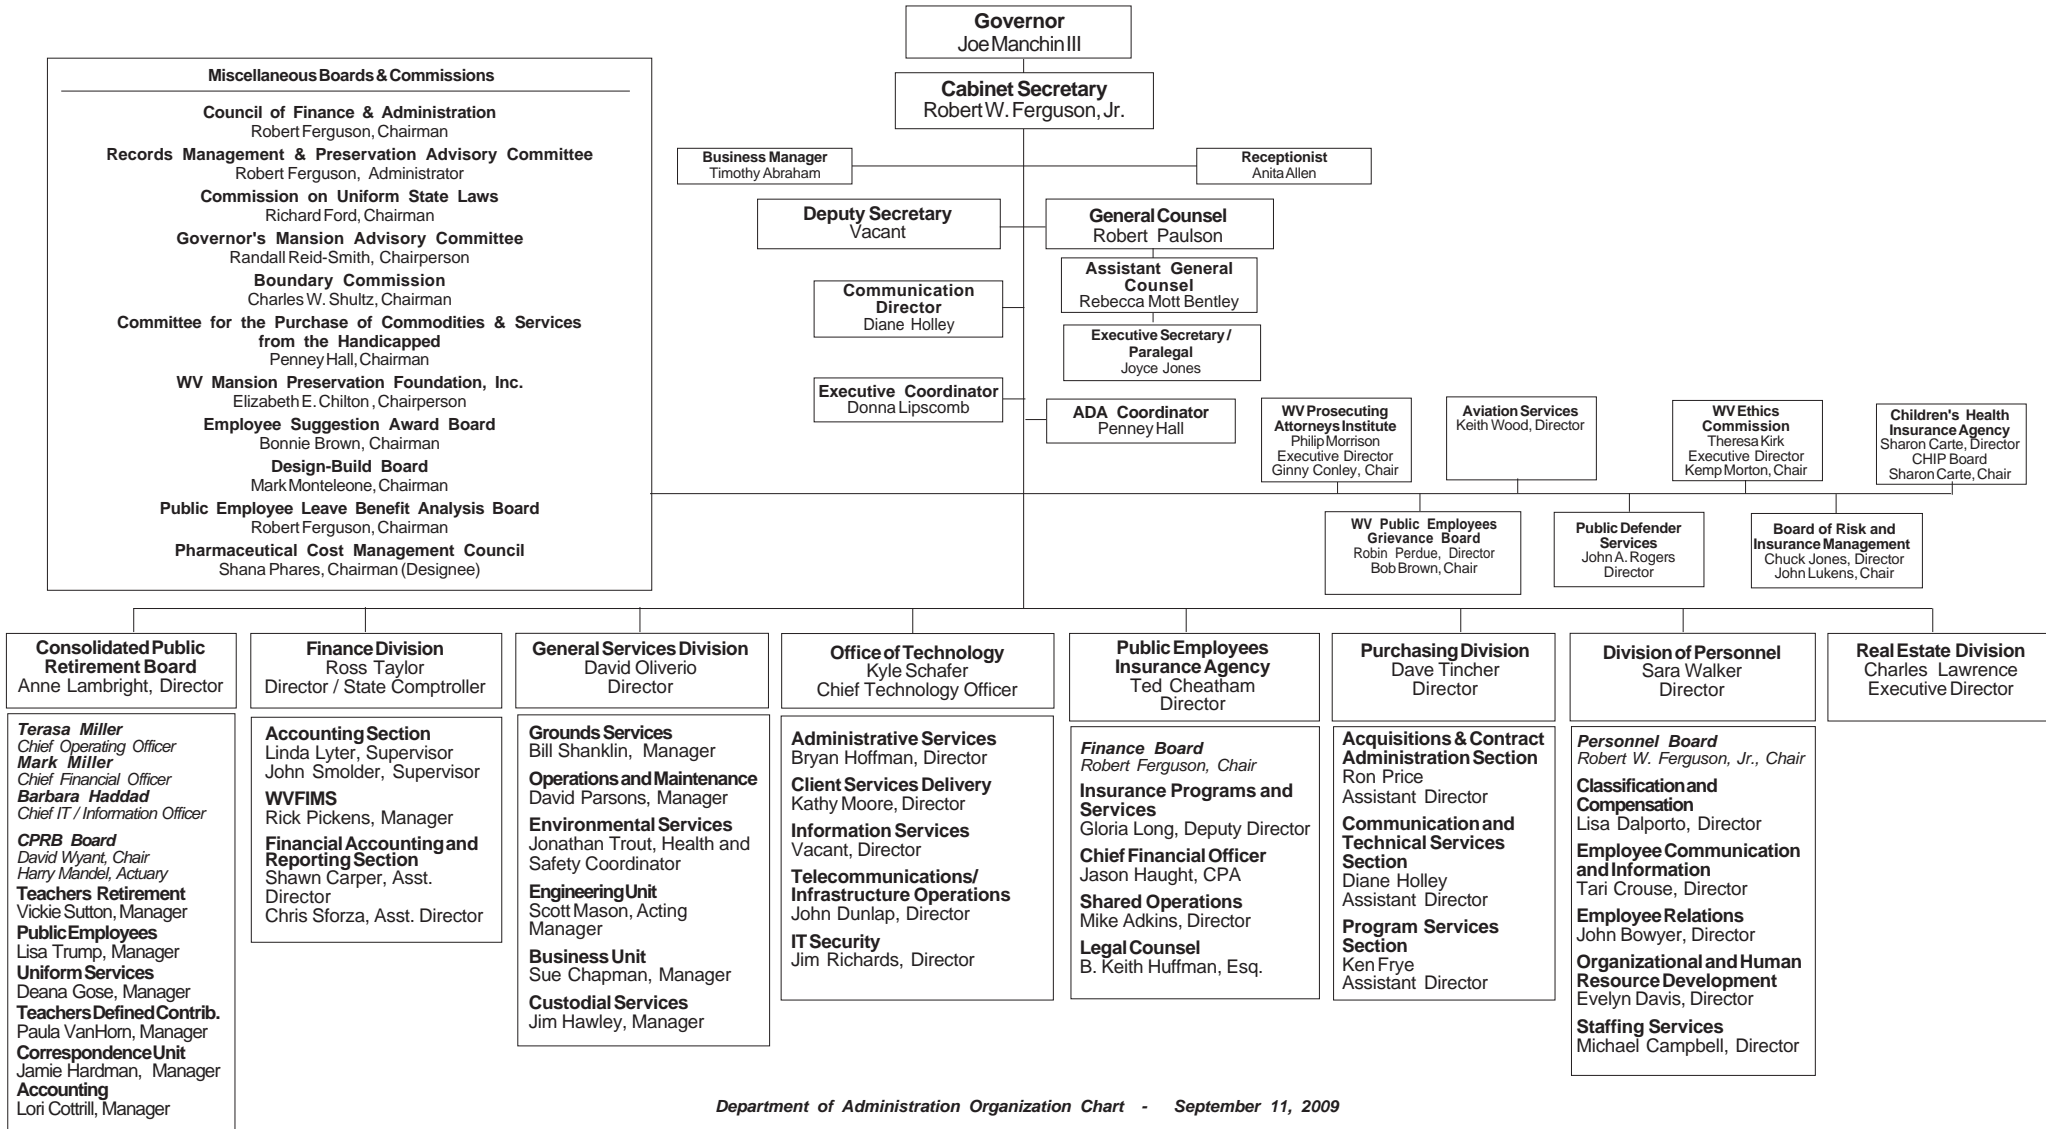 Governor
Joe Manchin III
Cabinet Secretary
Robert W. Ferguson, Jr.
Miscellaneous Boards & Commissions
Council of Finance & Administration
Robert Ferguson, Chairman
Records Management & Preservation Advisory Committee
Robert Ferguson, Administrator
Commission on Uniform State Laws
Richard Ford, Chairman
Governor's Mansion Advisory Committee
Randall Reid-Smith, Chairperson
Boundary Commission
Charles W. Shultz, Chairman
Committee for the Purchase of Commodities & Services
from the Handicapped
Penney Hall, Chairman
WV Mansion Preservation Foundation, Inc.
Elizabeth E. Chilton, Chairperson
Employee Suggestion Award Board
Bonnie Brown, Chairman
Design-Build Board
Mark Monteleone, Chairman
Public Employee Leave Benefit Analysis Board
Robert Ferguson, Chairman
Pharmaceutical Cost Management Council
Shana Phares, Chairman (Designee)
Business Manager
Timothy Abraham
Receptionist
Anita Allen
Deputy Secretary
Vacant
General Counsel
Robert Paulson
Assistant General
Counsel
Rebecca Mott Bentley
Communication
Director
Diane Holley
Executive Secretary /
Paralegal
Joyce Jones
Executive Coordinator
Donna Lipscomb
ADA Coordinator
Penney Hall
WV Prosecuting
Attorneys Institute
Philip Morrison
Executive Director
Ginny Conley, Chair
Aviation Services
Keith Wood, Director
WV Ethics
Commission
Theresa Kirk
Executive Director
Kemp Morton, Chair
Children's Health
Insurance Agency
Sharon Carte, Director
CHIP Board
Sharon Carte, Chair
WV Public Employees
Grievance Board
Robin Perdue, Director
Bob Brown, Chair
Public Defender
Services
John A. Rogers
Director
Board of Risk and
Insurance Management
Chuck Jones, Director
John Lukens, Chair
Consolidated Public
Retirement Board
Anne Lambright, Director
Terasa Miller
Chief Operating Officer
Mark Miller
Chief Financial Officer
Barbara Haddad
Chief IT / Information Officer
CPRB Board
David Wyant, Chair
Harry Mandel, Actuary
Teachers Retirement
Vickie Sutton, Manager
Public Employees
Lisa Trump, Manager
Uniform Services
Deana Gose, Manager
Teachers Defined Contrib.
Paula VanHorn, Manager
Correspondence Unit
Jamie Hardman, Manager
Accounting
Lori Cottrill, Manager
Finance Division
Ross Taylor
Director / State Comptroller
Accounting Section
Linda Lyter, Supervisor
John Smolder, Supervisor
WVFIMS
Rick Pickens, Manager
Financial Accounting and
Reporting Section
Shawn Carper, Asst.
Director
Chris Sforza, Asst. Director
General Services Division
David Oliverio
Director
Grounds Services
Bill Shanklin, Manager
Operations and Maintenance
David Parsons, Manager
Environmental Services
Jonathan Trout, Health and
Safety Coordinator
Engineering Unit
Scott Mason, Acting
Manager
Business Unit
Sue Chapman, Manager
Custodial Services
Jim Hawley, Manager
Office of Technology
Kyle Schafer
Chief Technology Officer
Administrative Services
Bryan Hoffman, Director
Client Services Delivery
Kathy Moore, Director
Information Services
Vacant, Director
Telecommunications/
Infrastructure Operations
John Dunlap, Director
IT Security
Jim Richards, Director
Public Employees
Insurance Agency
Ted Cheatham
Director
Finance Board
Robert Ferguson, Chair
Insurance Programs and
Services
Gloria Long, Deputy Director
Chief Financial Officer
Jason Haught, CPA
Shared Operations
Mike Adkins, Director
Legal Counsel
B. Keith Huffman, Esq.
Purchasing Division
Dave Tincher
Director
Acquisitions & Contract
Administration Section
Ron Price
Assistant Director
Communication and
Technical Services
Section
Diane Holley
Assistant Director
Program Services
Section
Ken Frye
Assistant Director
Division of Personnel
Sara Walker
Director
Personnel Board
Robert W. Ferguson, Jr., Chair
Classification and
Compensation
Lisa Dalporto, Director
Employee Communication
and Information
Tari Crouse, Director
Employee Relations
John Bowyer, Director
Organizational and Human
Resource Development
Evelyn Davis, Director
Staffing Services
Michael Campbell, Director
Real Estate Division
Charles Lawrence
Executive Director
Department of Administration Organization Chart - September 11, 2009